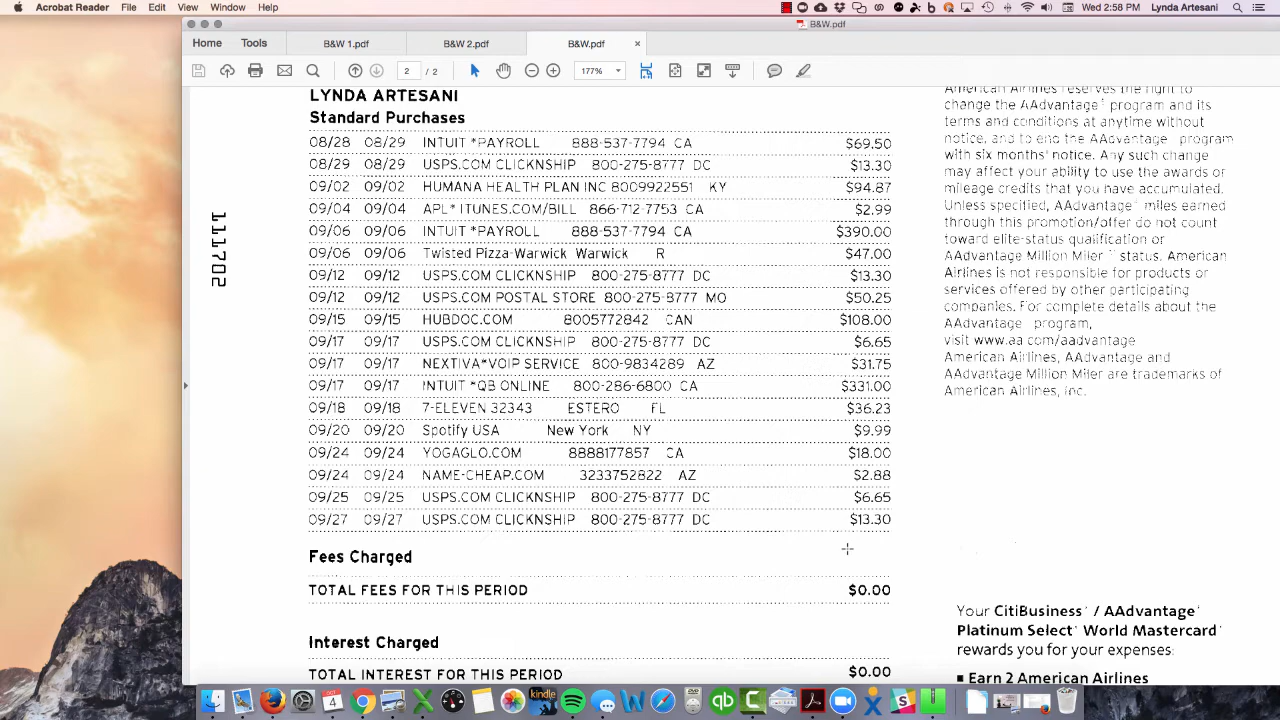 Acrobat Reader File Edit View Window Help Wed 2:58 PM Lynda Artesani
B&W.pdf
Home Tools B&W 1.pdf B&W 2.pdf B&W.pdf ×
2 / 2 177%
LYNDA ARTESANI
Standard Purchases
08/28 08/29 INTUIT *PAYROLL 888-537-7794 CA $69.50
08/29 08/29 USPS.COM CLICKNSHIP 800-275-8777 DC $13.30
09/02 09/02 HUMANA HEALTH PLAN INC 8009922551 KY $94.87
09/04 09/04 APL* ITUNES.COM/BILL 866-712-7753 CA $2.99
09/06 09/06 INTUIT *PAYROLL 888-537-7794 CA $390.00
09/06 09/06 Twisted Pizza-Warwick Warwick R $47.00
09/12 09/12 USPS.COM CLICKNSHIP 800-275-8777 DC $13.30
09/12 09/12 USPS.COM POSTAL STORE 800-275-8777 MO $50.25
09/15 09/15 HUBDOC.COM 8005772842 CAN $108.00
09/17 09/17 USPS.COM CLICKNSHIP 800-275-8777 DC $6.65
09/17 09/17 NEXTIVA*VOIP SERVICE 800-9834289 AZ $31.75
09/17 09/17 INTUIT *QB ONLINE 800-286-6800 CA $331.00
09/18 09/18 7-ELEVEN 32343 ESTERO FL $36.23
09/20 09/20 Spotify USA New York NY $9.99
09/24 09/24 YOGAGLO.COM 8888177857 CA $18.00
09/24 09/24 NAME-CHEAP.COM 3233752822 AZ $2.88
09/25 09/25 USPS.COM CLICKNSHIP 800-275-8777 DC $6.65
09/27 09/27 USPS.COM CLICKNSHIP 800-275-8777 DC $13.30
Fees Charged
TOTAL FEES FOR THIS PERIOD $0.00
Interest Charged
TOTAL INTEREST FOR THIS PERIOD $0.00
111702
American Airlines reserves the right to
change the AAdvantage program and its
terms and conditions at anytime without
notice, and to end the AAdvantage program
with six months' notice. Any such change
may affect your ability to use the awards or
mileage credits that you have accumulated.
Unless specified, AAdvantage miles earned
through this promotion/offer do not count
toward elite-status qualification or
AAdvantage Million Miler status. American
Airlines is not responsible for products or
services offered by other participating
companies. For complete details about the
AAdvantage program,
visit www.aa.com/aadvantage
American Airlines, AAdvantage and
AAdvantage Million Miler are trademarks of
American Airlines, Inc.
Your CitiBusiness / AAdvantage
Platinum Select World Mastercard
rewards you for your expenses:
■ Earn 2 American Airlines
OCT
4
kindle
qb